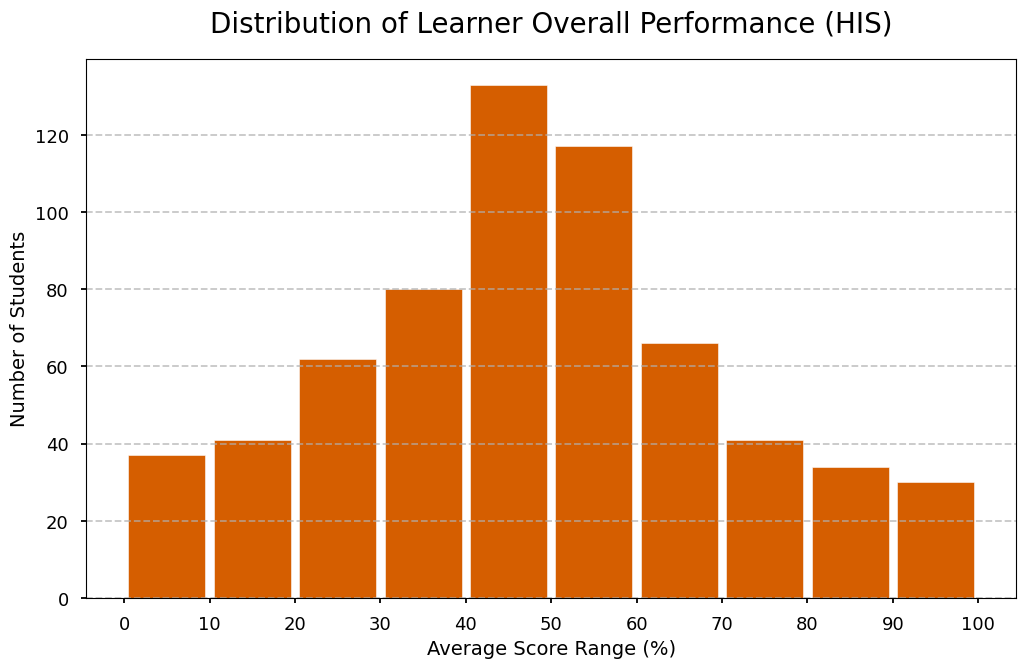 Distribution of Learner Overall Performance (HIS)
120
100
80
60
40
20
0
Number of Students
0 10 20 30 40 50 60 70 80 90 100
Average Score Range (%)